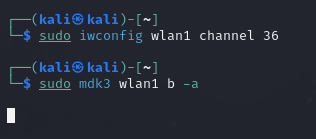 ┌──(kali㉿kali)-[~]
└─$ sudo iwconfig wlan1 channel 36
┌──(kali㉿kali)-[~]
└─$ sudo mdk3 wlan1 b -a